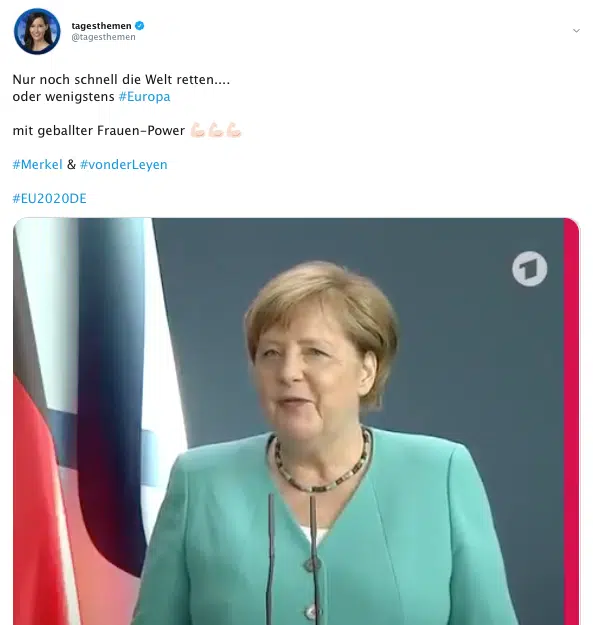 tagesthemen
@tagesthemen
Nur noch schnell die Welt retten....
oder wenigstens #Europa
mit geballter Frauen-Power 💪🏻💪🏻💪🏻
#Merkel & #vonderLeyen
#EU2020DE
1